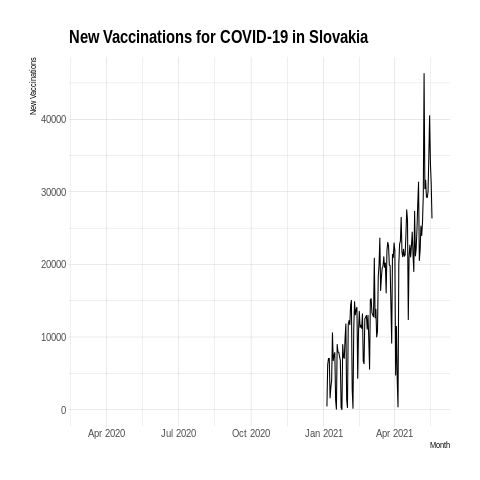 New Vaccinations for COVID-19 in Slovakia
New Vaccinations
40000
30000
20000
10000
0
Apr 2020 Jul 2020 Oct 2020 Jan 2021 Apr 2021
Month